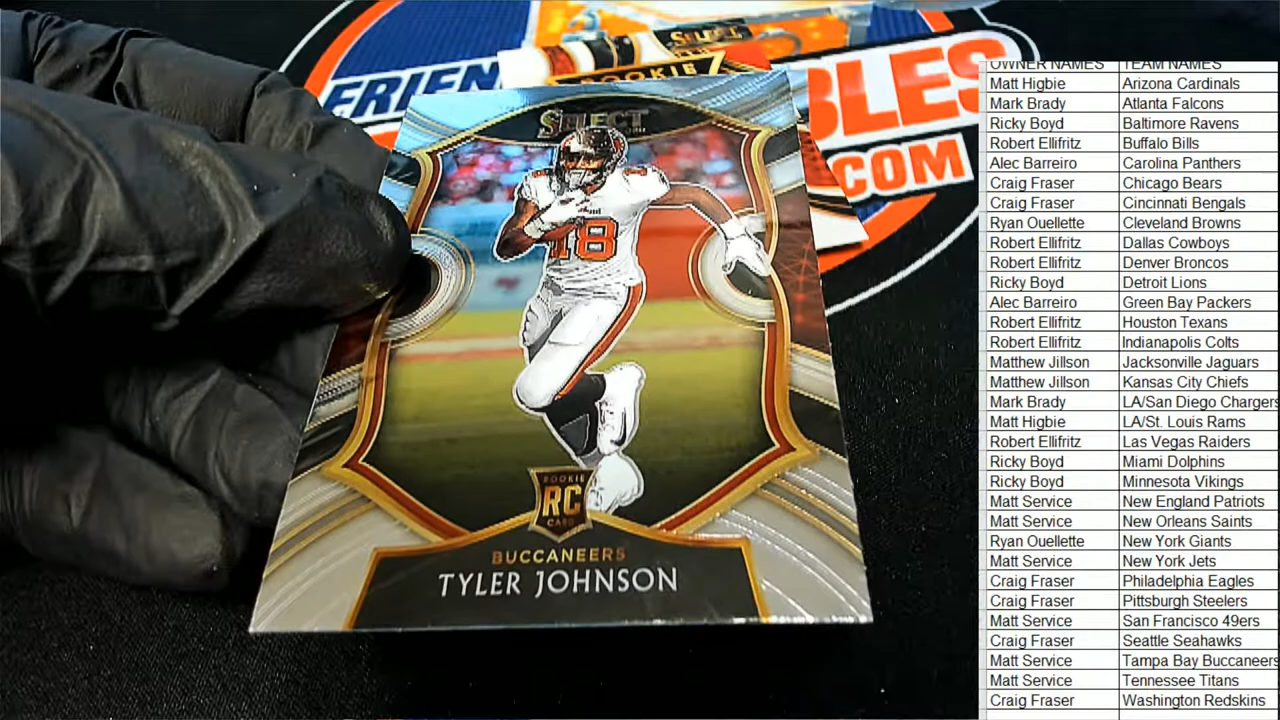 FRIEN
BLES
.COM
SELECT
ROOKIE
SELECT
18
ROOKIE
RC
CARD
BUCCANEERS
TYLER JOHNSON
OWNER NAMES TEAM NAMES
Matt Higbie Arizona Cardinals
Mark Brady Atlanta Falcons
Ricky Boyd Baltimore Ravens
Robert Ellifritz Buffalo Bills
Alec Barreiro Carolina Panthers
Craig Fraser Chicago Bears
Craig Fraser Cincinnati Bengals
Ryan Ouellette Cleveland Browns
Robert Ellifritz Dallas Cowboys
Robert Ellifritz Denver Broncos
Ricky Boyd Detroit Lions
Alec Barreiro Green Bay Packers
Robert Ellifritz Houston Texans
Robert Ellifritz Indianapolis Colts
Matthew Jillson Jacksonville Jaguars
Matthew Jillson Kansas City Chiefs
Mark Brady LA/San Diego Chargers
Matt Higbie LA/St. Louis Rams
Robert Ellifritz Las Vegas Raiders
Ricky Boyd Miami Dolphins
Ricky Boyd Minnesota Vikings
Matt Service New England Patriots
Matt Service New Orleans Saints
Ryan Ouellette New York Giants
Matt Service New York Jets
Craig Fraser Philadelphia Eagles
Craig Fraser Pittsburgh Steelers
Matt Service San Francisco 49ers
Craig Fraser Seattle Seahawks
Matt Service Tampa Bay Buccaneers
Matt Service Tennessee Titans
Craig Fraser Washington Redskins